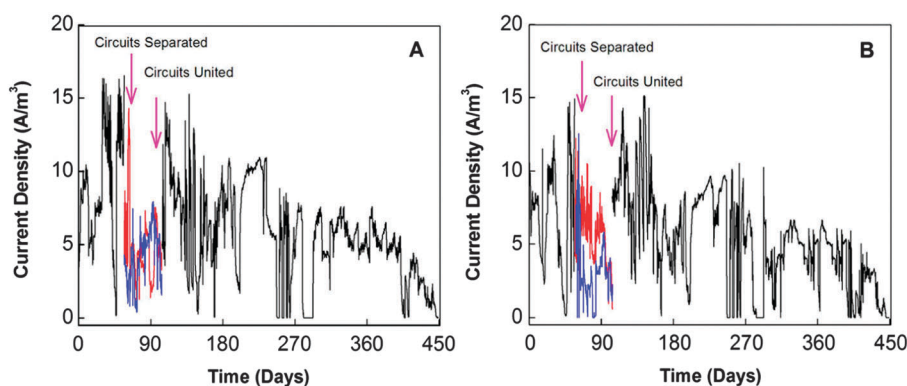 20
15
10
5
0
Current Density (A/m³)
Circuits Separated
Circuits United
A
0 90 180 270 360 450
Time (Days)
20
15
10
5
0
Current Density (A/m³)
Circuits Separated
Circuits United
B
0 90 180 270 360 450
Time (Days)